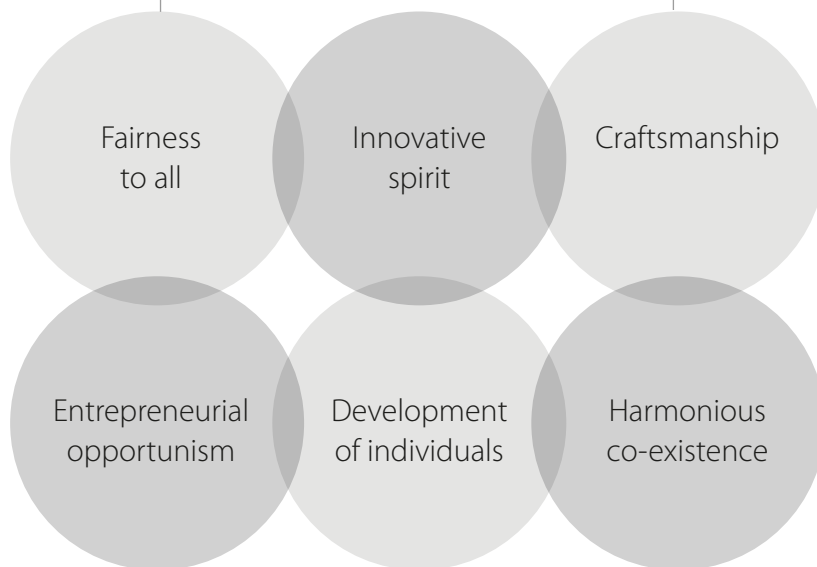 Fairness
to all
Innovative
spirit
Craftsmanship
Entrepreneurial
opportunism
Development
of individuals
Harmonious
co-existence